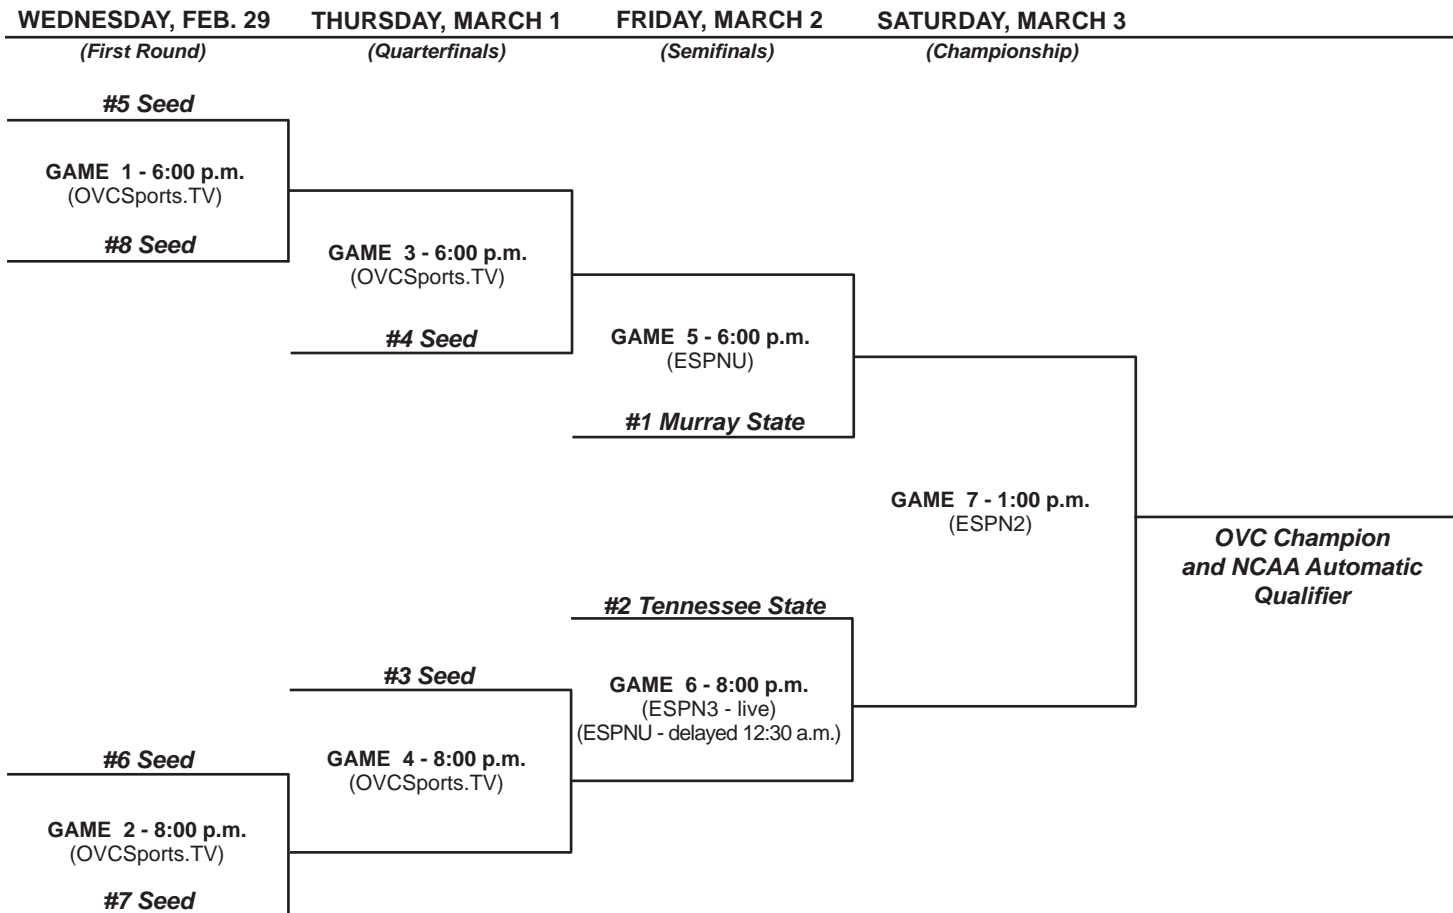 WEDNESDAY, FEB. 29
(First Round)
THURSDAY, MARCH 1
(Quarterfinals)
FRIDAY, MARCH 2
(Semifinals)
SATURDAY, MARCH 3
(Championship)
#5 Seed
GAME 1 - 6:00 p.m.
(OVCSports.TV)
#8 Seed
GAME 3 - 6:00 p.m.
(OVCSports.TV)
#4 Seed
GAME 5 - 6:00 p.m.
(ESPNU)
#1 Murray State
GAME 7 - 1:00 p.m.
(ESPN2)
OVC Champion
and NCAA Automatic
Qualifier
#2 Tennessee State
GAME 6 - 8:00 p.m.
(ESPN3 - live)
(ESPNU - delayed 12:30 a.m.)
#3 Seed
GAME 4 - 8:00 p.m.
(OVCSports.TV)
#6 Seed
GAME 2 - 8:00 p.m.
(OVCSports.TV)
#7 Seed